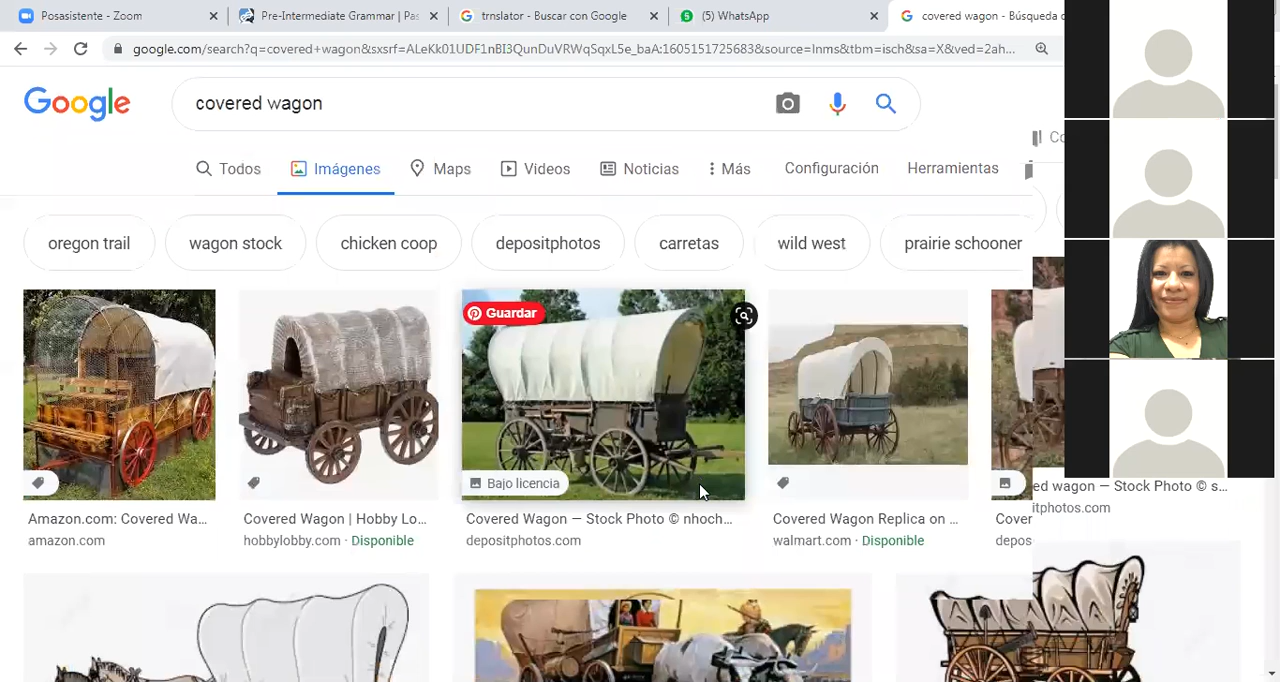 Posasistente - Zoom
Pre-Intermediate Grammar | Pas
trnslator - Buscar con Google
(5) WhatsApp
covered wagon - Búsqueda d
google.com/search?q=covered+wagon&sxsrf=ALeKk01UDF1nBI3QunDuVRWqSqxL5e_baA:1605151725683&source=lnms&tbm=isch&sa=X&ved=2ah...
Google
covered wagon
Co
Todos
Imágenes
Maps
Videos
Noticias
Más
Configuración
Herramientas
oregon trail
wagon stock
chicken coop
depositphotos
carretas
wild west
prairie schooner
Guardar
Bajo licencia
Amazon.com: Covered Wa...
amazon.com
Covered Wagon | Hobby Lo...
hobbylobby.com · Disponible
Covered Wagon — Stock Photo © nhoch...
depositphotos.com
Covered Wagon Replica on ...
walmart.com · Disponible
Cover
depos
ed wagon — Stock Photo © s...
itphotos.com